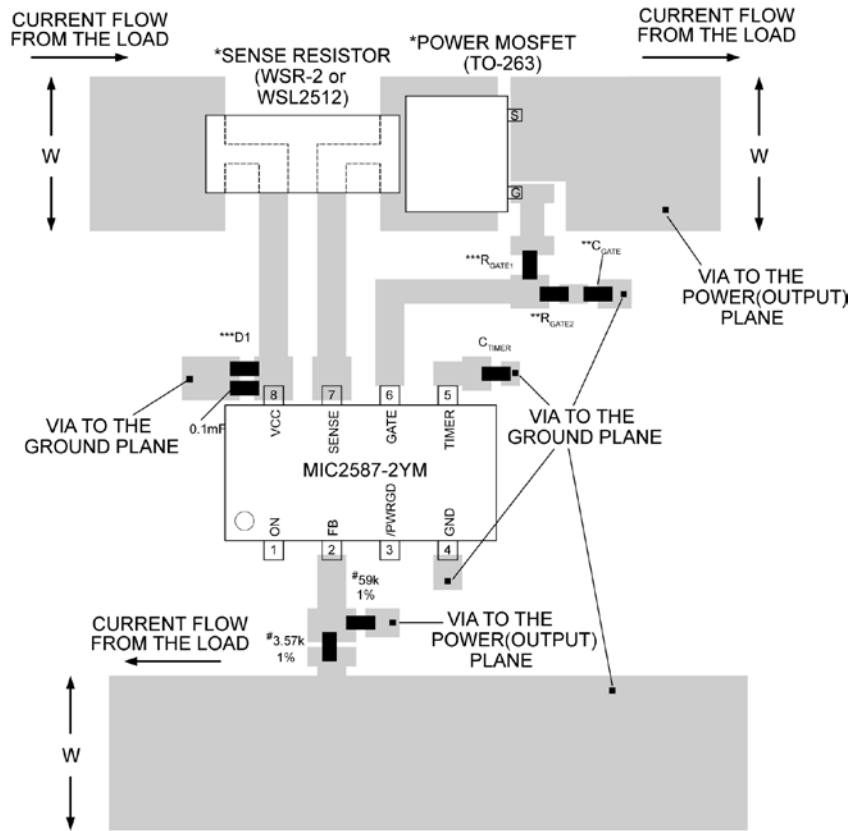 CURRENT FLOW
FROM THE LOAD
*SENSE RESISTOR
(WSR-2 or
WSL2512)
*POWER MOSFET
(TO-263)
CURRENT FLOW
FROM THE LOAD
W
S
G
W
***RGATE1
**CGATE
**RGATE2
VIA TO THE
POWER(OUTPUT)
PLANE
***D1
CTIMER
VIA TO THE
GROUND PLANE
0.1mF
8
7
6
5
VCC
SENSE
GATE
TIMER
VIA TO THE
GROUND PLANE
MIC2587-2YM
ON
FB
/PWRGD
GND
1
2
3
4
#59k
1%
CURRENT FLOW
FROM THE LOAD
#3.57k
1%
VIA TO THE
POWER(OUTPUT)
PLANE
W